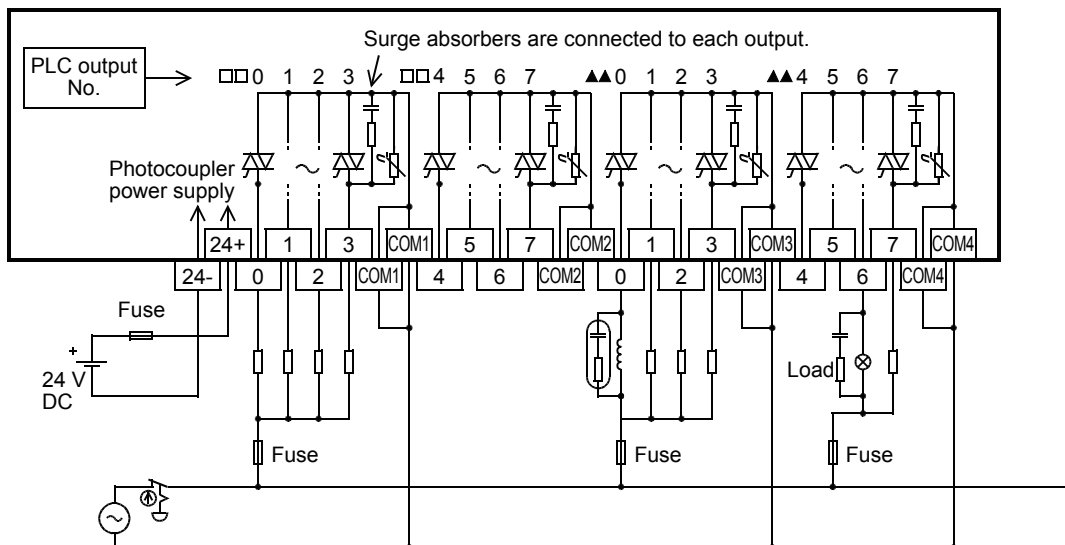 Surge absorbers are connected to each output.
PLC output
No.
□□ 0 1 2 3 □□ 4 5 6 7 ▲▲ 0 1 2 3 ▲▲ 4 5 6 7
Photocoupler
power supply
24+ 1 3 COM1 5 7 COM2 1 3 COM3 5 7 COM4
24- 0 2 COM1 4 6 COM2 0 2 COM3 4 6 COM4
Fuse
+
24 V
DC
Load
Fuse Fuse Fuse